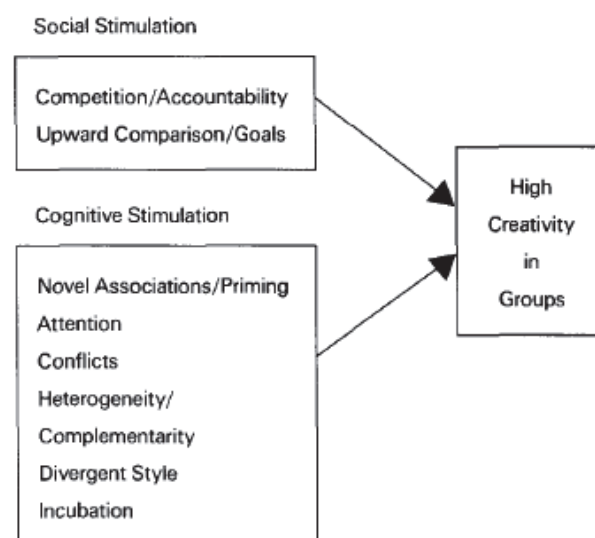 Social Stimulation
Competition/Accountability
Upward Comparison/Goals
Cognitive Stimulation
Novel Associations/Priming
Attention
Conflicts
Heterogeneity/
Complementarity
Divergent Style
Incubation
High
Creativity
in
Groups